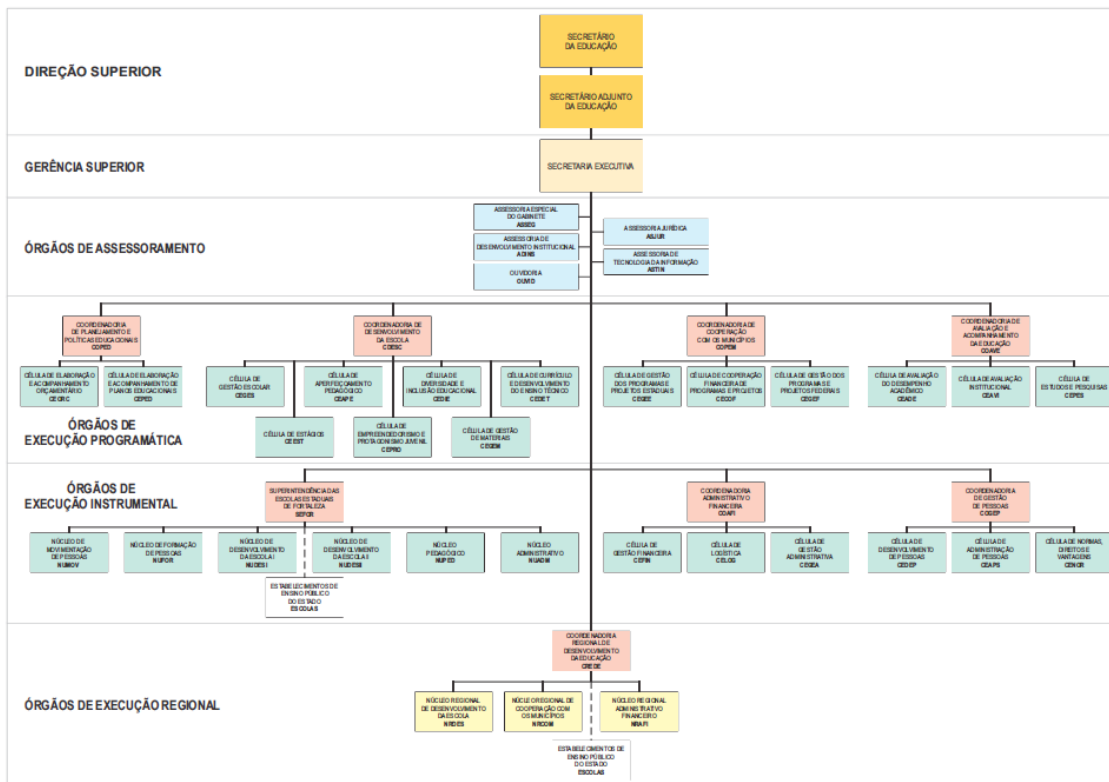 SECRETÁRIO
DA EDUCAÇÃO
DIREÇÃO SUPERIOR
SECRETÁRIO ADJUNTO
DA EDUCAÇÃO
GERÊNCIA SUPERIOR
SECRETARIA EXECUTIVA
ÓRGÃOS DE ASSESSORAMENTO
ASSESSORIA ESPECIAL
DO GABINETE
ASSEG
ASSESSORIA JURÍDICA
ASJUR
ASSESSORIA DE
DESENVOLVIMENTO INSTITUCIONAL
ADINS
ASSESSORIA DE
TECNOLOGIA DA INFORMAÇÃO
ASTIN
OUVIDORIA
OUVID
COORDENADORIA
DE PLANEJAMENTO E
POLÍTICAS EDUCACIONAIS
COPED
COORDENADORIA DE
DESENVOLVIMENTO
DA ESCOLA
CDESC
COORDENADORIA DE
COOPERAÇÃO
COM OS MUNICÍPIOS
COPEM
COORDENADORIA DE
AVALIAÇÃO E
ACOMPANHAMENTO
DA EDUCAÇÃO
COAVE
CÉLULA DE ELABORAÇÃO
E ACOMPANHAMENTO
ORÇAMENTÁRIO
CEORC
CÉLULA DE ELABORAÇÃO
E ACOMPANHAMENTO DE
PLANOS EDUCACIONAIS
CEPED
CÉLULA DE
GESTÃO ESCOLAR
CEGES
CÉLULA DE
APERFEIÇOAMENTO
PEDAGÓGICO
CEAPE
CÉLULA DE
DIVERSIDADE E
INCLUSÃO EDUCACIONAL
CEDIE
CÉLULA DE CURRÍCULO
E DESENVOLVIMENTO
DO ENSINO TÉCNICO
CEDET
CÉLULA DE GESTÃO
DOS PROGRAMAS E
PROJETOS ESTADUAIS
CEGEE
CÉLULA DE COOPERAÇÃO
FINANCEIRA DE
PROGRAMAS E PROJETOS
CECOF
CÉLULA DE GESTÃO DOS
PROGRAMAS E
PROJETOS FEDERAIS
CEGEF
CÉLULA DE AVALIAÇÃO
DO DESEMPENHO
ACADÊMICO
CEADE
CÉLULA DE AVALIAÇÃO
INSTITUCIONAL
CEAVI
CÉLULA DE
ESTUDOS E PESQUISAS
CEPES
ÓRGÃOS DE
EXECUÇÃO PROGRAMÁTICA
CÉLULA DE ESTÁGIOS
CEEST
CÉLULA DE
EMPREENDEDORISMO E
PROTAGONISMO JUVENIL
CEPRO
CÉLULA DE GESTÃO
DE MATERIAIS
CEGEM
ÓRGÃOS DE
EXECUÇÃO INSTRUMENTAL
SUPERINTENDÊNCIA DAS
ESCOLAS ESTADUAIS
DE FORTALEZA
SEFOR
COORDENADORIA
ADMINISTRATIVO
FINANCEIRA
COAFI
COORDENADORIA
DE GESTÃO
DE PESSOAS
COGEP
NÚCLEO DE
MOVIMENTAÇÃO
DE PESSOAS
NUMOV
NÚCLEO DE FORMAÇÃO
DE PESSOAS
NUFOR
NÚCLEO DE
DESENVOLVIMENTO
DA ESCOLA I
NUDESI
NÚCLEO DE
DESENVOLVIMENTO
DA ESCOLA II
NUDESII
NÚCLEO
PEDAGÓGICO
NUPED
NÚCLEO
ADMINISTRATIVO
NUADM
CÉLULA DE
GESTÃO FINANCEIRA
CEFIN
CÉLULA DE
LOGÍSTICA
CELOG
CÉLULA DE
GESTÃO
ADMINISTRATIVA
CEGEA
CÉLULA DE
DESENVOLVIMENTO
DE PESSOAS
CEDEP
CÉLULA DE
ADMINISTRAÇÃO
DE PESSOAS
CEAPS
CÉLULA DE NORMAS,
DIREITOS E
VANTAGENS
CENOR
ESTABELECIMENTOS DE
ENSINO PÚBLICO
DO ESTADO
ESCOLAS
COORDENADORIA
REGIONAL DE
DESENVOLVIMENTO
DA EDUCAÇÃO
CREDE
ÓRGÃOS DE EXECUÇÃO REGIONAL
NÚCLEO REGIONAL
DE DESENVOLVIMENTO
DA ESCOLA
NRDES
NÚCLEO REGIONAL DE
COOPERAÇÃO COM
OS MUNICÍPIOS
NRCOM
NÚCLEO REGIONAL
ADMINISTRATIVO
FINANCEIRO
NRAFI
ESTABELECIMENTOS DE
ENSINO PÚBLICO
DO ESTADO
ESCOLAS